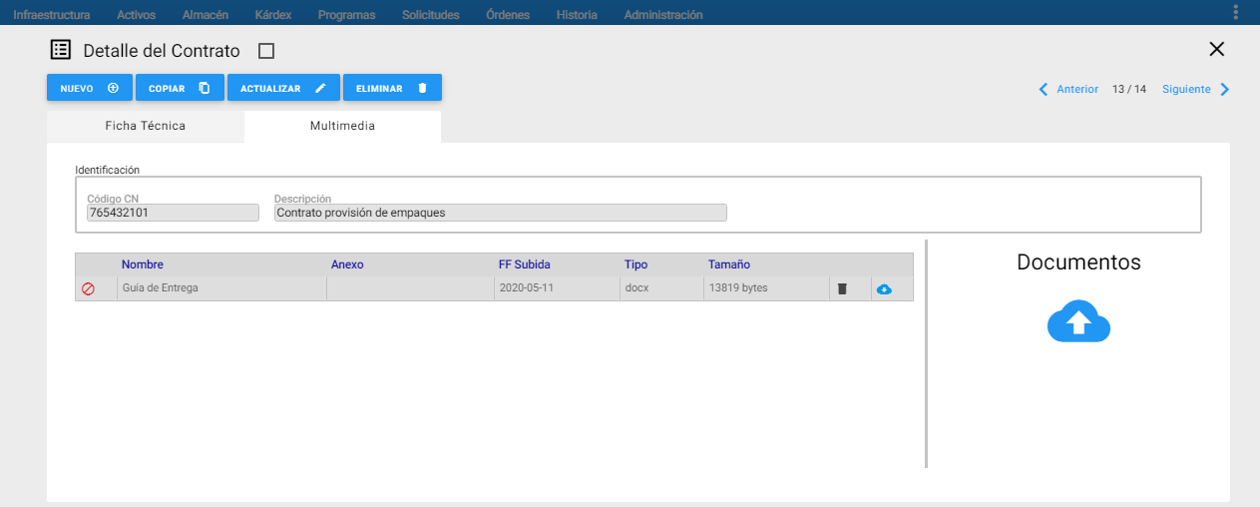 Infraestructura Activos Almacén Kárdex Programas Solicitudes Órdenes Historia Administración
Detalle del Contrato
NUEVO COPIAR ACTUALIZAR ELIMINAR
Anterior 13 / 14 Siguiente
Ficha Técnica Multimedia
Identificación
Código CN Descripción
765432101 Contrato provisión de empaques
Nombre Anexo FF Subida Tipo Tamaño
Guia de Entrega 2020-05-11 docx 13819 bytes
Documentos